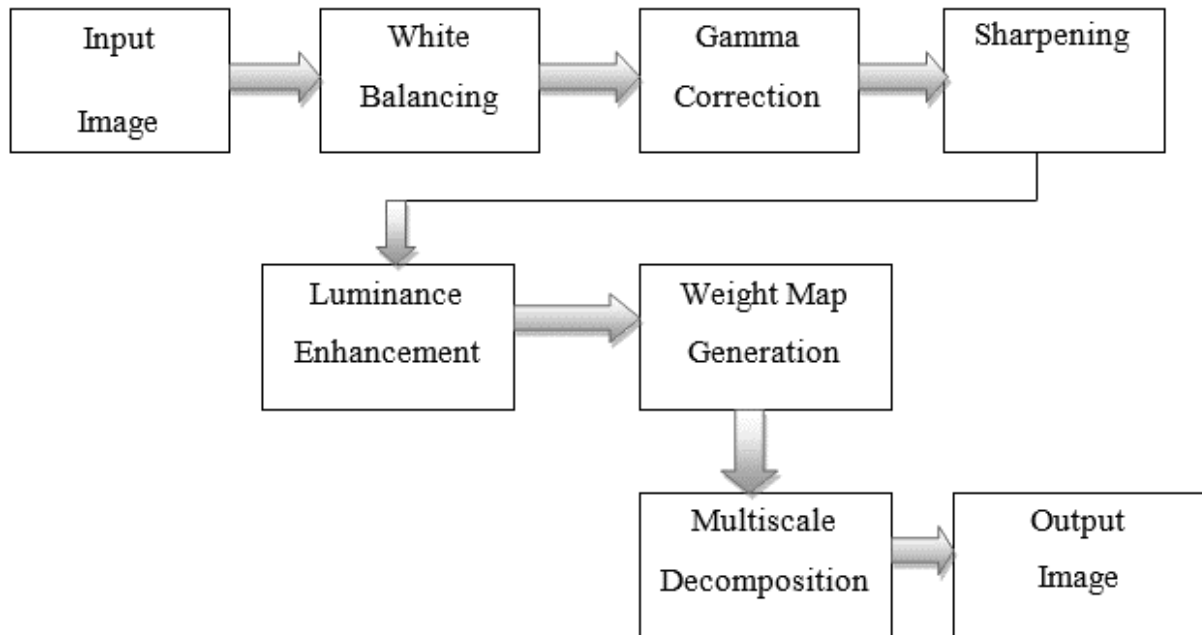 Input
Image
White
Balancing
Gamma
Correction
Sharpening
Luminance
Enhancement
Weight Map
Generation
Multiscale
Decomposition
Output
Image